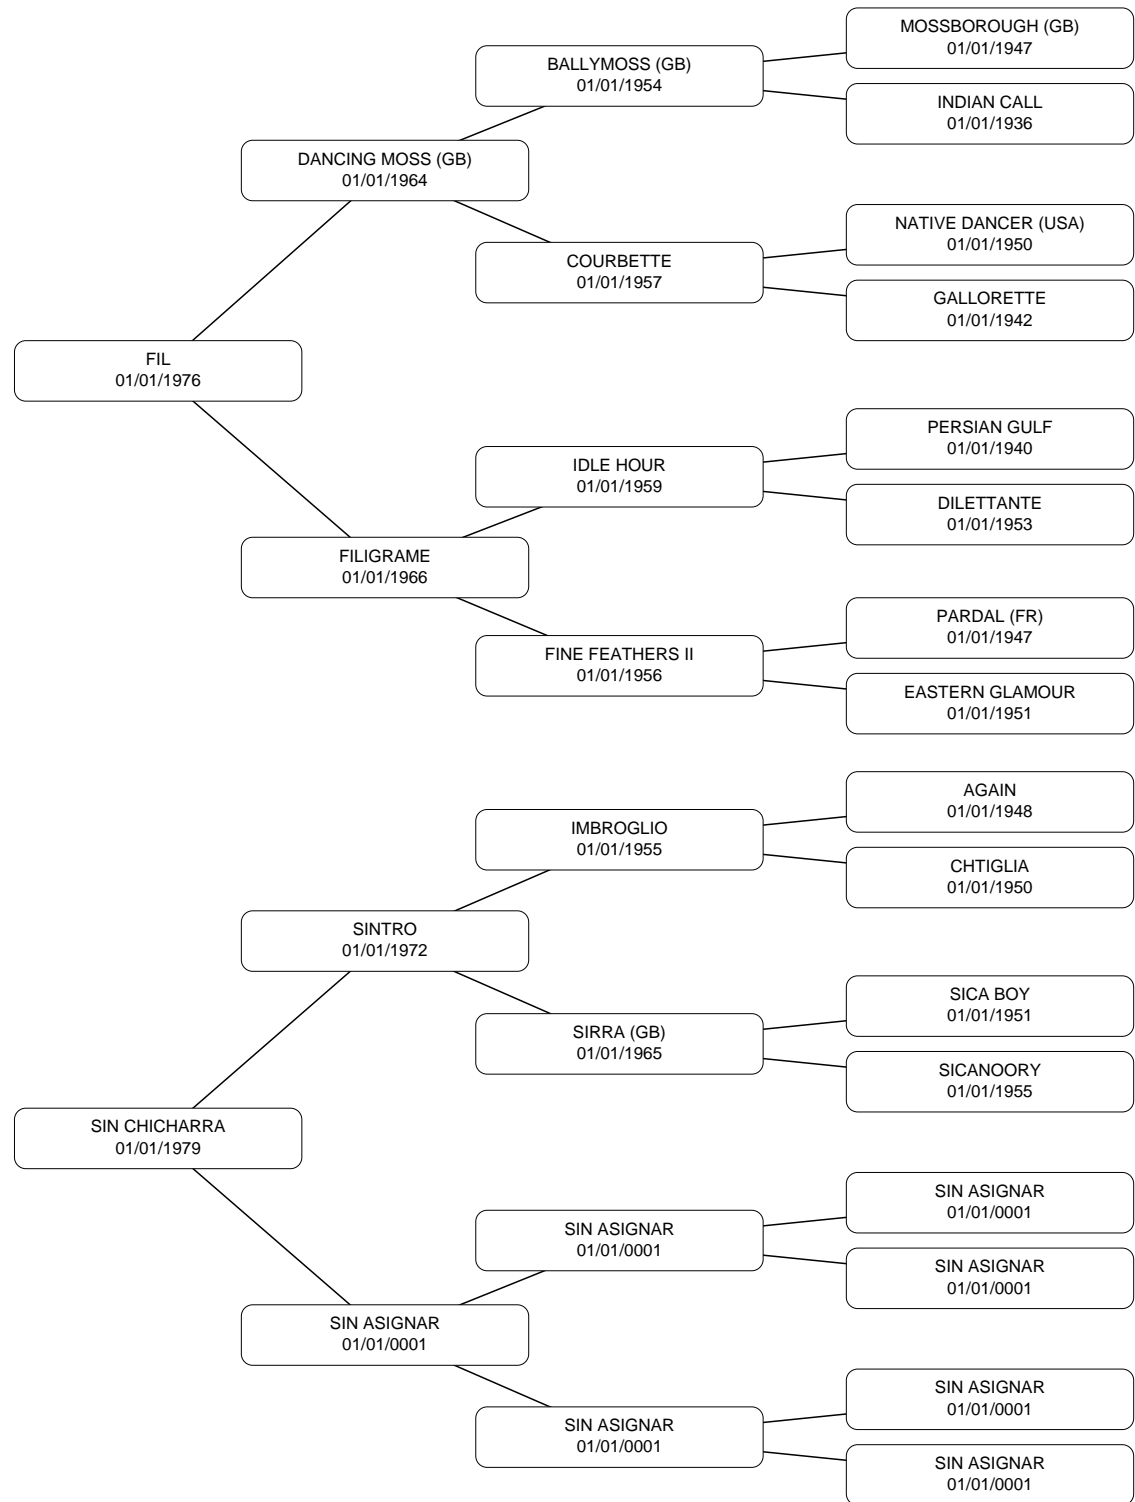 MOSSBOROUGH (GB)
01/01/1947
BALLYMOSS (GB)
01/01/1954
INDIAN CALL
01/01/1936
DANCING MOSS (GB)
01/01/1964
NATIVE DANCER (USA)
01/01/1950
COURBETTE
01/01/1957
GALLORETTE
01/01/1942
FIL
01/01/1976
PERSIAN GULF
01/01/1940
IDLE HOUR
01/01/1959
DILETTANTE
01/01/1953
FILIGRAME
01/01/1966
PARDAL (FR)
01/01/1947
FINE FEATHERS II
01/01/1956
EASTERN GLAMOUR
01/01/1951
AGAIN
01/01/1948
IMBROGLIO
01/01/1955
CHTIGLIA
01/01/1950
SINTRO
01/01/1972
SICA BOY
01/01/1951
SIRRA (GB)
01/01/1965
SICANOORY
01/01/1955
SIN CHICHARRA
01/01/1979
SIN ASIGNAR
01/01/0001
SIN ASIGNAR
01/01/0001
SIN ASIGNAR
01/01/0001
SIN ASIGNAR
01/01/0001
SIN ASIGNAR
01/01/0001
SIN ASIGNAR
01/01/0001
SIN ASIGNAR
01/01/0001